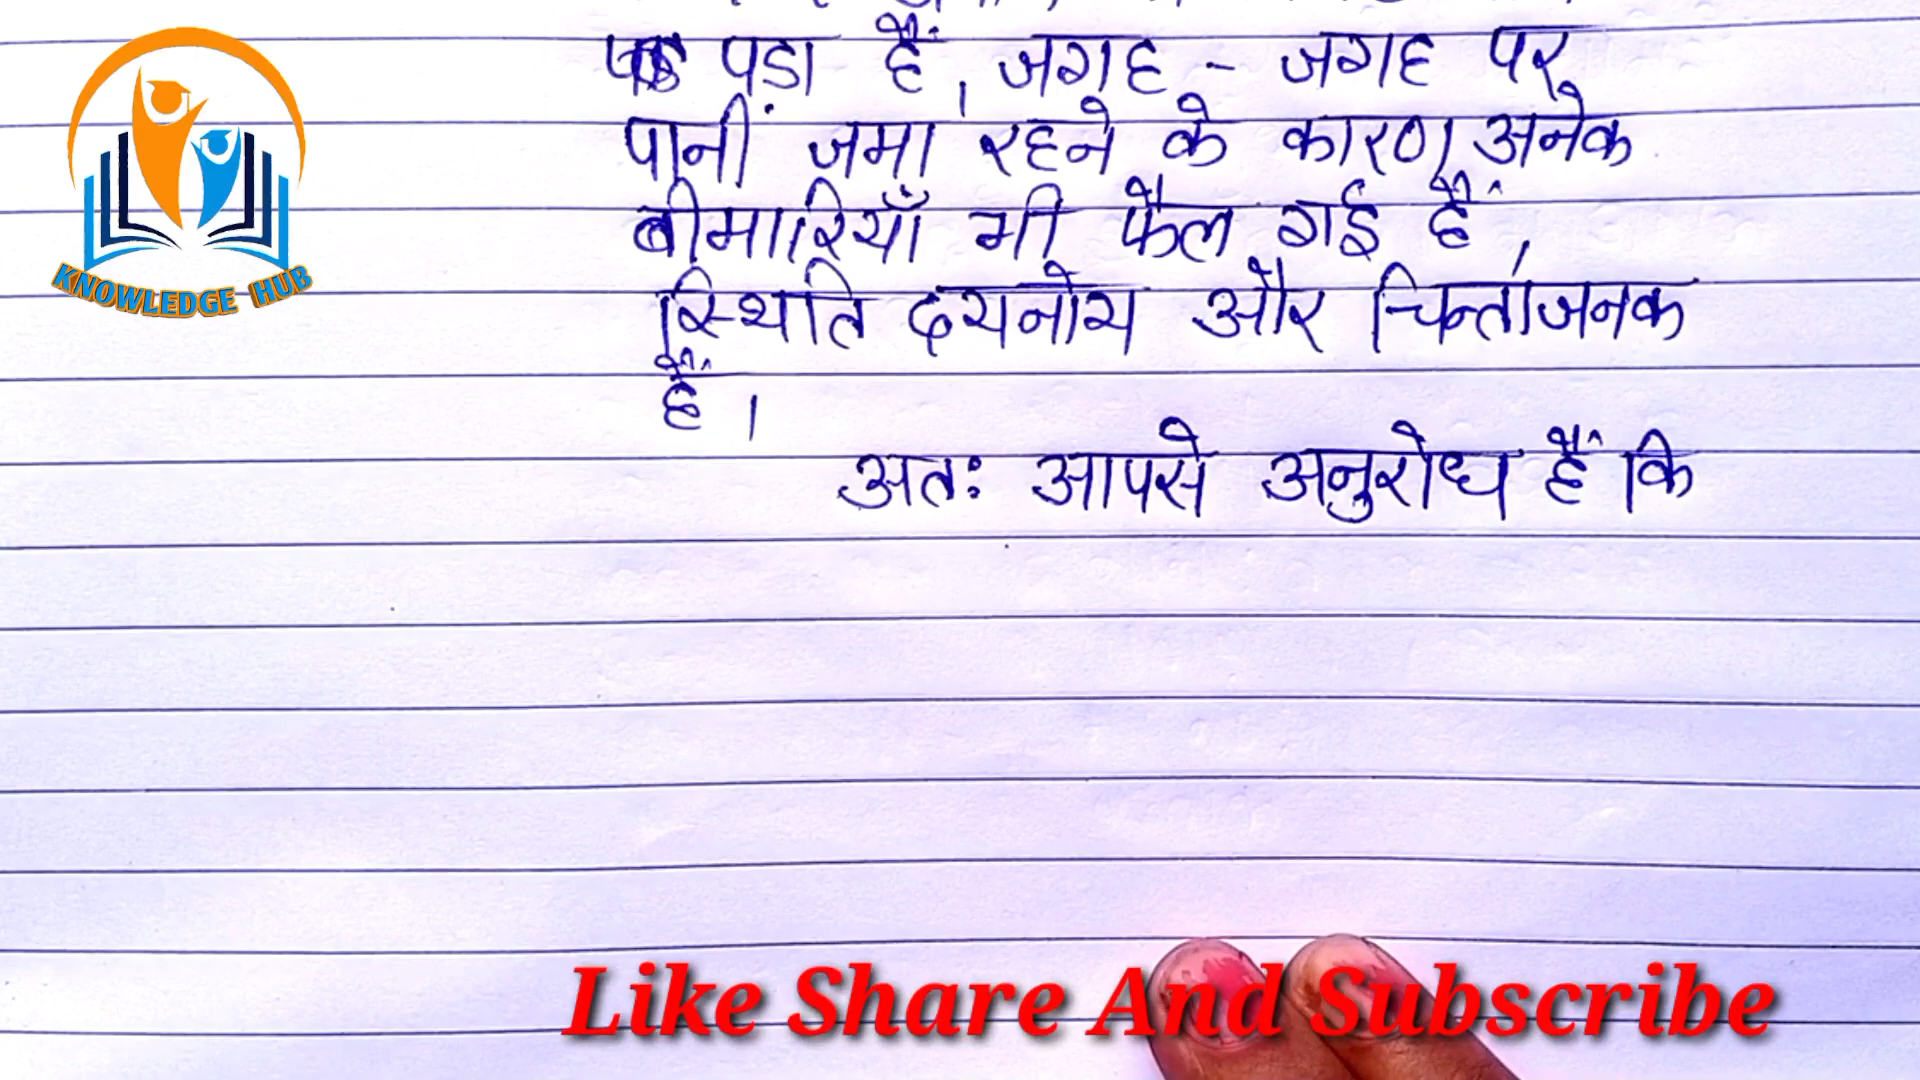 पड़ा हैं। जगह - जगह पर
पानी जमा रहने के कारण अनेक
बीमारियाँ भी फैल गई हैं।
स्थिति दयनीय और चिन्ताजनक
हैं।
अतः आपसे अनुरोध हैं कि
KNOWLEDGE HUB
Like Share And Subscribe